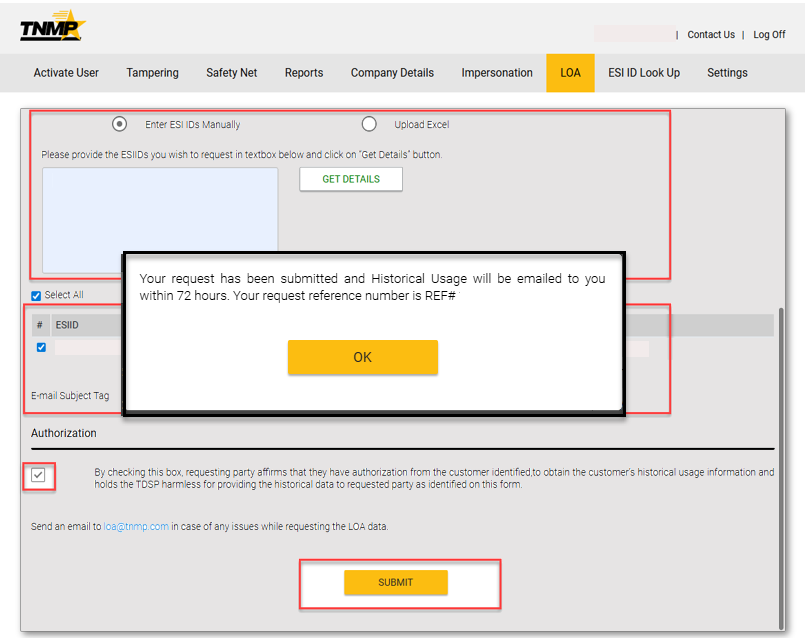 TNMP
| Contact Us | Log Off
Activate User Tampering Safety Net Reports Company Details Impersonation LOA ESI ID Look Up Settings
Enter ESI IDs Manually Upload Excel
Please provide the ESIIDs you wish to request in textbox below and click on "Get Details" button.
GET DETAILS
Your request has been submitted and Historical Usage will be emailed to you
within 72 hours. Your request reference number is REF#
OK
Select All
# ESIID
E-mail Subject Tag
Authorization
By checking this box, requesting party affirms that they have authorization from the customer identified,to obtain the customer's historical usage information and
holds the TDSP harmless for providing the historical data to requested party as identified on this form.
Send an email to loa@tnmp.com in case of any issues while requesting the LOA data.
SUBMIT